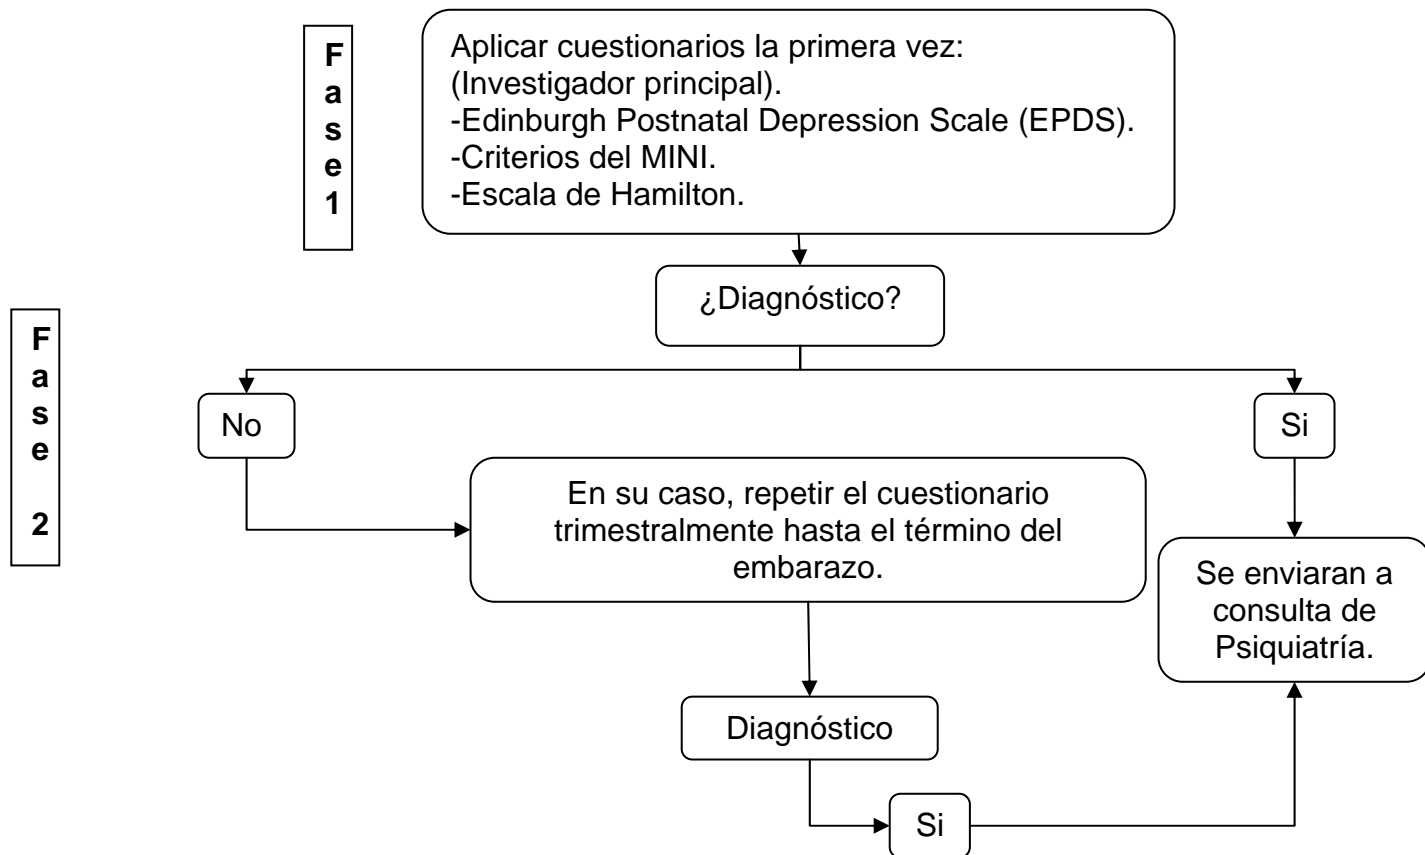 Fase1
Aplicar cuestionarios la primera vez:
(Investigador principal).
-Edinburgh Postnatal Depression Scale (EPDS).
-Criterios del MINI.
-Escala de Hamilton.
¿Diagnóstico?
Fase 2
No
Si
En su caso, repetir el cuestionario
trimestralmente hasta el término del
embarazo.
Se enviaran a
consulta de
Psiquiatría.
Diagnóstico
Si